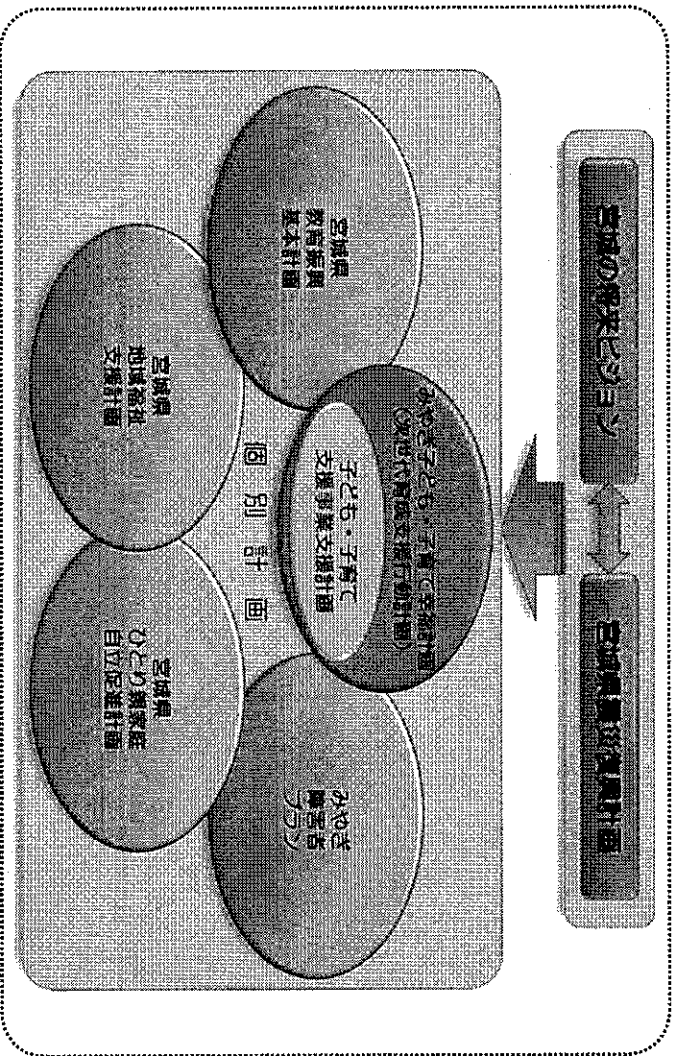 宮城の将来ビジョン
宮城県震災復興計画
みやぎ子ども・子育て幸福計画
(次世代育成支援行動計画)
子ども・子育て
支援事業支援計画
宮城県
教育振興
基本計画
個別計画
みやぎ
障害者
プラン
宮城県
地域福祉
支援計画
宮城県
ひとり親家庭
自立促進計画